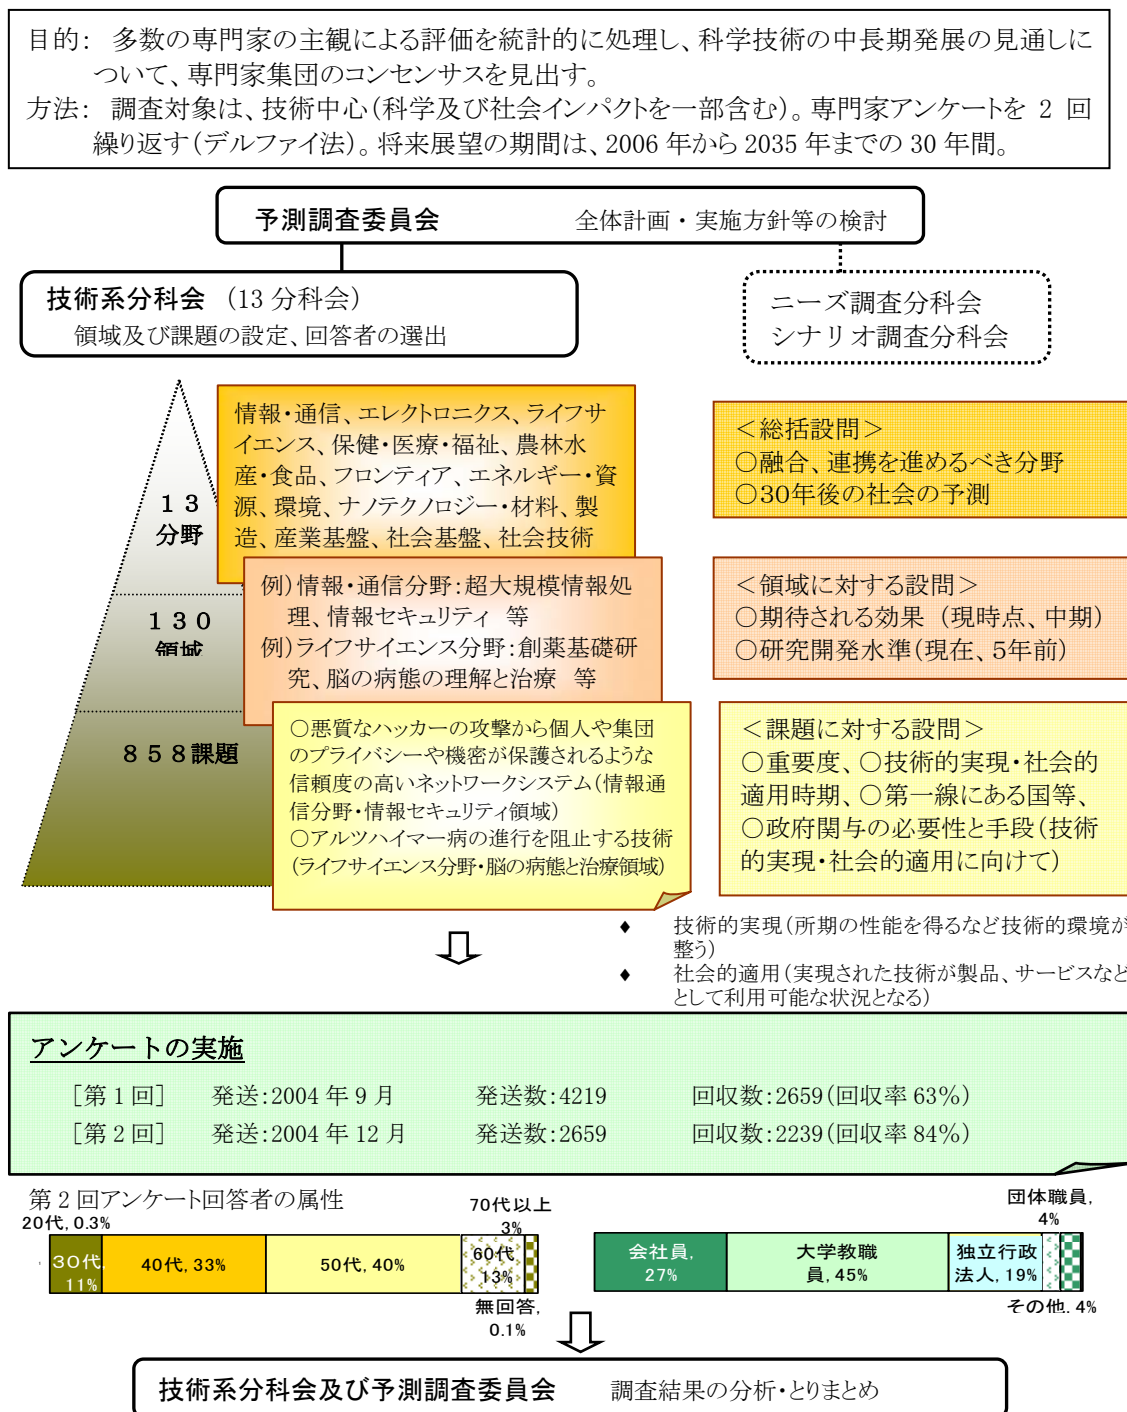 目的： 多数の専門家の主観による評価を統計的に処理し、科学技術の中長期発展の見通しに
ついて、専門家集団のコンセンサスを見出す。
方法： 調査対象は、技術中心（科学及び社会インパクトを一部含む）。専門家アンケートを 2 回
繰り返す（デルファイ法）。将来展望の期間は、2006 年から 2035 年までの 30 年間。
予測調査委員会 全体計画・実施方針等の検討
技術系分科会 （13 分科会）
領域及び課題の設定、回答者の選出
ニーズ調査分科会
シナリオ調査分科会
１３
分野
情報・通信、エレクトロニクス、ライフサ
イエンス、保健・医療・福祉、農林水
産・食品、フロンティア、エネルギー・資
源、環境、ナノテクノロジー・材料、製
造、産業基盤、社会基盤、社会技術
＜総括設問＞
○融合、連携を進めるべき分野
○30年後の社会の予測
１３０
領域
例）情報・通信分野：超大規模情報処
理、情報セキュリティ 等
例）ライフサイエンス分野：創薬基礎研
究、脳の病態の理解と治療 等
＜領域に対する設問＞
○期待される効果 （現時点、中期）
○研究開発水準（現在、5年前）
８５８課題
○悪質なハッカーの攻撃から個人や集団
のプライバシーや機密が保護されるような
信頼度の高いネットワークシステム（情報通
信分野・情報セキュリティ領域）
○アルツハイマー病の進行を阻止する技術
（ライフサイエンス分野・脳の病態と治療領域）
＜課題に対する設問＞
○重要度、○技術的実現・社会的
適用時期、○第一線にある国等、
○政府関与の必要性と手段（技術
的実現・社会的適用に向けて）
♦ 技術的実現（所期の性能を得るなど技術的環境が
整う）
♦ 社会的適用（実現された技術が製品、サービスなど
として利用可能な状況となる）
アンケートの実施
［第 1 回］ 発送：2004 年 9 月 発送数：4219 回収数：2659（回収率 63％）
［第 2 回］ 発送：2004 年 12 月 発送数：2659 回収数：2239（回収率 84％）
第 2 回アンケート回答者の属性
20代, 0.3%
30代, 11%
40代, 33%
50代, 40%
60代 13%
70代以上 3%
無回答, 0.1%
会社員, 27%
大学教職員, 45%
独立行政法人, 19%
団体職員, 4%
その他, 4%
技術系分科会及び予測調査委員会 調査結果の分析・とりまとめ